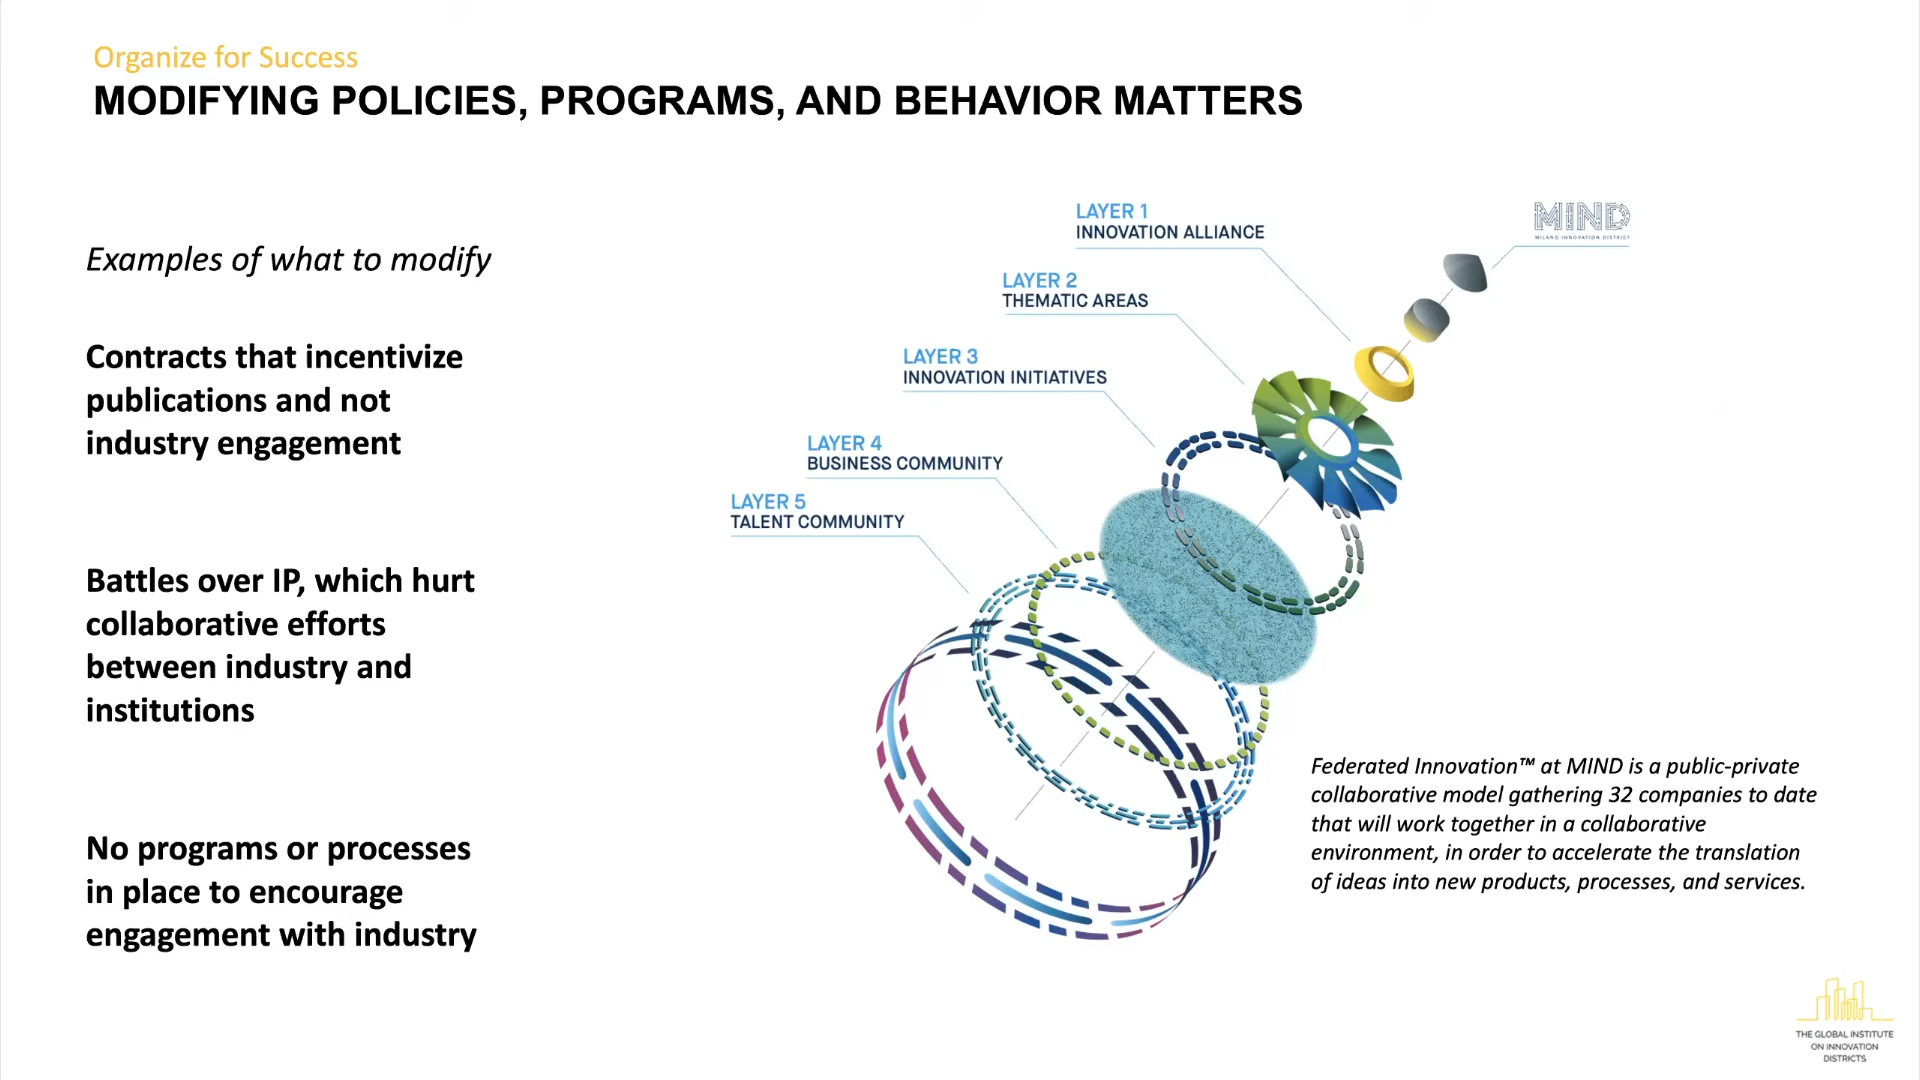 Organize for Success
MODIFYING POLICIES, PROGRAMS, AND BEHAVIOR MATTERS
Examples of what to modify
Contracts that incentivize
publications and not
industry engagement
Battles over IP, which hurt
collaborative efforts
between industry and
institutions
No programs or processes
in place to encourage
engagement with industry
LAYER 1
INNOVATION ALLIANCE
LAYER 2
THEMATIC AREAS
LAYER 3
INNOVATION INITIATIVES
LAYER 4
BUSINESS COMMUNITY
LAYER 5
TALENT COMMUNITY
MIND
MILANO INNOVATION DISTRICT
Federated Innovation™ at MIND is a public-private
collaborative model gathering 32 companies to date
that will work together in a collaborative
environment, in order to accelerate the translation
of ideas into new products, processes, and services.
THE GLOBAL INSTITUTE
ON INNOVATION
DISTRICTS